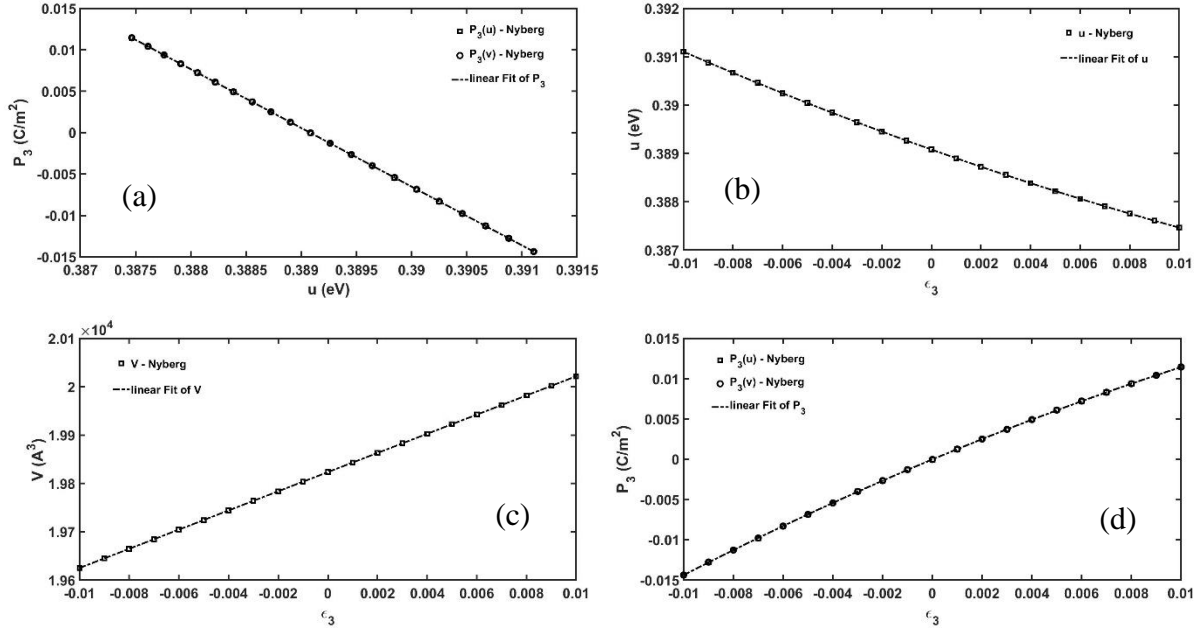 0.015
0.01
0.005
0
-0.005
-0.01
-0.015
P3 (C/m2)
P3(u) - Nyberg
P3(v) - Nyberg
linear Fit of P3
(a)
0.387 0.3875 0.388 0.3885 0.389 0.3895 0.39 0.3905 0.391 0.3915
u (eV)
0.392
0.391
0.39
0.389
0.388
0.387
u (eV)
u - Nyberg
linear Fit of u
(b)
-0.01 -0.008 -0.006 -0.004 -0.002 0 0.002 0.004 0.006 0.008 0.01
ϵ3
×10^4
2.01
2
1.99
1.98
1.97
1.96
V (A3)
V - Nyberg
linear Fit of V
(c)
-0.01 -0.008 -0.006 -0.004 -0.002 0 0.002 0.004 0.006 0.008 0.01
ϵ3
0.015
0.01
0.005
0
-0.005
-0.01
-0.015
P3 (C/m2)
P3(u) - Nyberg
P3(v) - Nyberg
linear Fit of P3
(d)
-0.01 -0.008 -0.006 -0.004 -0.002 0 0.002 0.004 0.006 0.008 0.01
ϵ3